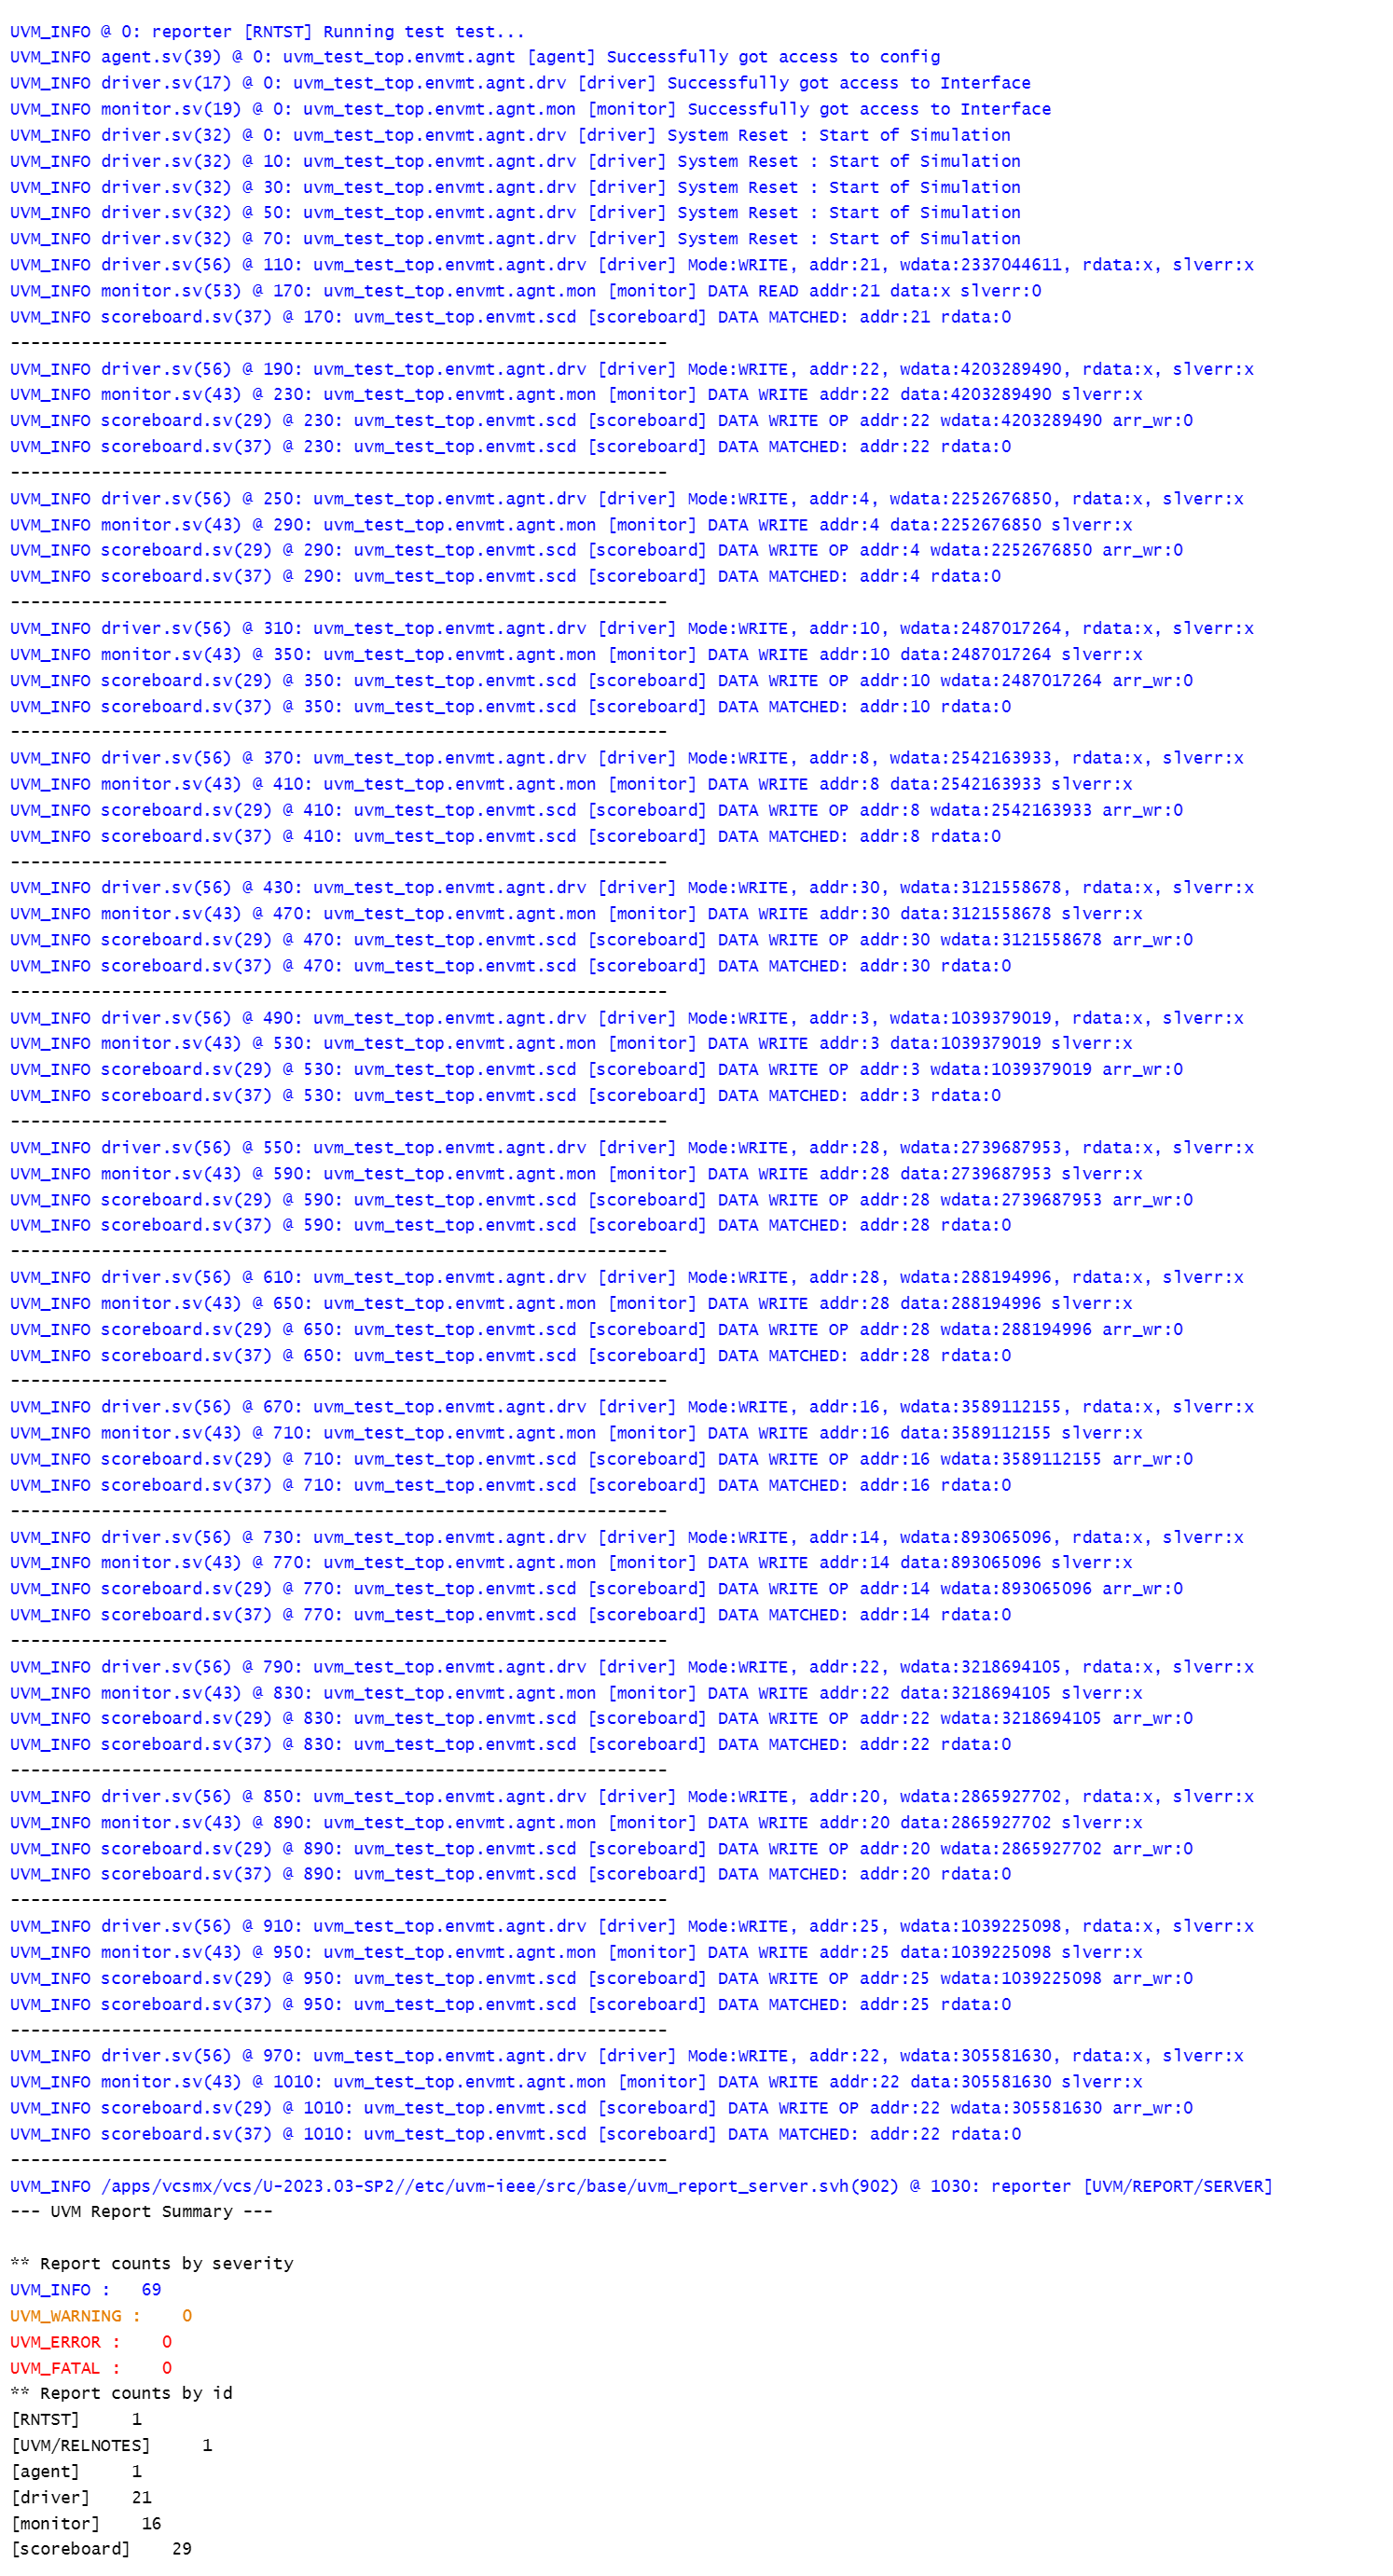 UVM_INFO @ 0: reporter [RNTST] Running test test...
UVM_INFO agent.sv(39) @ 0: uvm_test_top.envmt.agnt [agent] Successfully got access to config
UVM_INFO driver.sv(17) @ 0: uvm_test_top.envmt.agnt.drv [driver] Successfully got access to Interface
UVM_INFO monitor.sv(19) @ 0: uvm_test_top.envmt.agnt.mon [monitor] Successfully got access to Interface
UVM_INFO driver.sv(32) @ 0: uvm_test_top.envmt.agnt.drv [driver] System Reset : Start of Simulation
UVM_INFO driver.sv(32) @ 10: uvm_test_top.envmt.agnt.drv [driver] System Reset : Start of Simulation
UVM_INFO driver.sv(32) @ 30: uvm_test_top.envmt.agnt.drv [driver] System Reset : Start of Simulation
UVM_INFO driver.sv(32) @ 50: uvm_test_top.envmt.agnt.drv [driver] System Reset : Start of Simulation
UVM_INFO driver.sv(32) @ 70: uvm_test_top.envmt.agnt.drv [driver] System Reset : Start of Simulation
UVM_INFO driver.sv(56) @ 110: uvm_test_top.envmt.agnt.drv [driver] Mode:WRITE, addr:21, wdata:2337044611, rdata:x, slverr:x
UVM_INFO monitor.sv(53) @ 170: uvm_test_top.envmt.agnt.mon [monitor] DATA READ addr:21 data:x slverr:0
UVM_INFO scoreboard.sv(37) @ 170: uvm_test_top.envmt.scd [scoreboard] DATA MATCHED: addr:21 rdata:0
-----------------------------------------------------------------
UVM_INFO driver.sv(56) @ 190: uvm_test_top.envmt.agnt.drv [driver] Mode:WRITE, addr:22, wdata:4203289490, rdata:x, slverr:x
UVM_INFO monitor.sv(43) @ 230: uvm_test_top.envmt.agnt.mon [monitor] DATA WRITE addr:22 data:4203289490 slverr:x
UVM_INFO scoreboard.sv(29) @ 230: uvm_test_top.envmt.scd [scoreboard] DATA WRITE OP addr:22 wdata:4203289490 arr_wr:0
UVM_INFO scoreboard.sv(37) @ 230: uvm_test_top.envmt.scd [scoreboard] DATA MATCHED: addr:22 rdata:0
-----------------------------------------------------------------
UVM_INFO driver.sv(56) @ 250: uvm_test_top.envmt.agnt.drv [driver] Mode:WRITE, addr:4, wdata:2252676850, rdata:x, slverr:x
UVM_INFO monitor.sv(43) @ 290: uvm_test_top.envmt.agnt.mon [monitor] DATA WRITE addr:4 data:2252676850 slverr:x
UVM_INFO scoreboard.sv(29) @ 290: uvm_test_top.envmt.scd [scoreboard] DATA WRITE OP addr:4 wdata:2252676850 arr_wr:0
UVM_INFO scoreboard.sv(37) @ 290: uvm_test_top.envmt.scd [scoreboard] DATA MATCHED: addr:4 rdata:0
-----------------------------------------------------------------
UVM_INFO driver.sv(56) @ 310: uvm_test_top.envmt.agnt.drv [driver] Mode:WRITE, addr:10, wdata:2487017264, rdata:x, slverr:x
UVM_INFO monitor.sv(43) @ 350: uvm_test_top.envmt.agnt.mon [monitor] DATA WRITE addr:10 data:2487017264 slverr:x
UVM_INFO scoreboard.sv(29) @ 350: uvm_test_top.envmt.scd [scoreboard] DATA WRITE OP addr:10 wdata:2487017264 arr_wr:0
UVM_INFO scoreboard.sv(37) @ 350: uvm_test_top.envmt.scd [scoreboard] DATA MATCHED: addr:10 rdata:0
-----------------------------------------------------------------
UVM_INFO driver.sv(56) @ 370: uvm_test_top.envmt.agnt.drv [driver] Mode:WRITE, addr:8, wdata:2542163933, rdata:x, slverr:x
UVM_INFO monitor.sv(43) @ 410: uvm_test_top.envmt.agnt.mon [monitor] DATA WRITE addr:8 data:2542163933 slverr:x
UVM_INFO scoreboard.sv(29) @ 410: uvm_test_top.envmt.scd [scoreboard] DATA WRITE OP addr:8 wdata:2542163933 arr_wr:0
UVM_INFO scoreboard.sv(37) @ 410: uvm_test_top.envmt.scd [scoreboard] DATA MATCHED: addr:8 rdata:0
-----------------------------------------------------------------
UVM_INFO driver.sv(56) @ 430: uvm_test_top.envmt.agnt.drv [driver] Mode:WRITE, addr:30, wdata:3121558678, rdata:x, slverr:x
UVM_INFO monitor.sv(43) @ 470: uvm_test_top.envmt.agnt.mon [monitor] DATA WRITE addr:30 data:3121558678 slverr:x
UVM_INFO scoreboard.sv(29) @ 470: uvm_test_top.envmt.scd [scoreboard] DATA WRITE OP addr:30 wdata:3121558678 arr_wr:0
UVM_INFO scoreboard.sv(37) @ 470: uvm_test_top.envmt.scd [scoreboard] DATA MATCHED: addr:30 rdata:0
-----------------------------------------------------------------
UVM_INFO driver.sv(56) @ 490: uvm_test_top.envmt.agnt.drv [driver] Mode:WRITE, addr:3, wdata:1039379019, rdata:x, slverr:x
UVM_INFO monitor.sv(43) @ 530: uvm_test_top.envmt.agnt.mon [monitor] DATA WRITE addr:3 data:1039379019 slverr:x
UVM_INFO scoreboard.sv(29) @ 530: uvm_test_top.envmt.scd [scoreboard] DATA WRITE OP addr:3 wdata:1039379019 arr_wr:0
UVM_INFO scoreboard.sv(37) @ 530: uvm_test_top.envmt.scd [scoreboard] DATA MATCHED: addr:3 rdata:0
-----------------------------------------------------------------
UVM_INFO driver.sv(56) @ 550: uvm_test_top.envmt.agnt.drv [driver] Mode:WRITE, addr:28, wdata:2739687953, rdata:x, slverr:x
UVM_INFO monitor.sv(43) @ 590: uvm_test_top.envmt.agnt.mon [monitor] DATA WRITE addr:28 data:2739687953 slverr:x
UVM_INFO scoreboard.sv(29) @ 590: uvm_test_top.envmt.scd [scoreboard] DATA WRITE OP addr:28 wdata:2739687953 arr_wr:0
UVM_INFO scoreboard.sv(37) @ 590: uvm_test_top.envmt.scd [scoreboard] DATA MATCHED: addr:28 rdata:0
-----------------------------------------------------------------
UVM_INFO driver.sv(56) @ 610: uvm_test_top.envmt.agnt.drv [driver] Mode:WRITE, addr:28, wdata:288194996, rdata:x, slverr:x
UVM_INFO monitor.sv(43) @ 650: uvm_test_top.envmt.agnt.mon [monitor] DATA WRITE addr:28 data:288194996 slverr:x
UVM_INFO scoreboard.sv(29) @ 650: uvm_test_top.envmt.scd [scoreboard] DATA WRITE OP addr:28 wdata:288194996 arr_wr:0
UVM_INFO scoreboard.sv(37) @ 650: uvm_test_top.envmt.scd [scoreboard] DATA MATCHED: addr:28 rdata:0
-----------------------------------------------------------------
UVM_INFO driver.sv(56) @ 670: uvm_test_top.envmt.agnt.drv [driver] Mode:WRITE, addr:16, wdata:3589112155, rdata:x, slverr:x
UVM_INFO monitor.sv(43) @ 710: uvm_test_top.envmt.agnt.mon [monitor] DATA WRITE addr:16 data:3589112155 slverr:x
UVM_INFO scoreboard.sv(29) @ 710: uvm_test_top.envmt.scd [scoreboard] DATA WRITE OP addr:16 wdata:3589112155 arr_wr:0
UVM_INFO scoreboard.sv(37) @ 710: uvm_test_top.envmt.scd [scoreboard] DATA MATCHED: addr:16 rdata:0
-----------------------------------------------------------------
UVM_INFO driver.sv(56) @ 730: uvm_test_top.envmt.agnt.drv [driver] Mode:WRITE, addr:14, wdata:893065096, rdata:x, slverr:x
UVM_INFO monitor.sv(43) @ 770: uvm_test_top.envmt.agnt.mon [monitor] DATA WRITE addr:14 data:893065096 slverr:x
UVM_INFO scoreboard.sv(29) @ 770: uvm_test_top.envmt.scd [scoreboard] DATA WRITE OP addr:14 wdata:893065096 arr_wr:0
UVM_INFO scoreboard.sv(37) @ 770: uvm_test_top.envmt.scd [scoreboard] DATA MATCHED: addr:14 rdata:0
-----------------------------------------------------------------
UVM_INFO driver.sv(56) @ 790: uvm_test_top.envmt.agnt.drv [driver] Mode:WRITE, addr:22, wdata:3218694105, rdata:x, slverr:x
UVM_INFO monitor.sv(43) @ 830: uvm_test_top.envmt.agnt.mon [monitor] DATA WRITE addr:22 data:3218694105 slverr:x
UVM_INFO scoreboard.sv(29) @ 830: uvm_test_top.envmt.scd [scoreboard] DATA WRITE OP addr:22 wdata:3218694105 arr_wr:0
UVM_INFO scoreboard.sv(37) @ 830: uvm_test_top.envmt.scd [scoreboard] DATA MATCHED: addr:22 rdata:0
-----------------------------------------------------------------
UVM_INFO driver.sv(56) @ 850: uvm_test_top.envmt.agnt.drv [driver] Mode:WRITE, addr:20, wdata:2865927702, rdata:x, slverr:x
UVM_INFO monitor.sv(43) @ 890: uvm_test_top.envmt.agnt.mon [monitor] DATA WRITE addr:20 data:2865927702 slverr:x
UVM_INFO scoreboard.sv(29) @ 890: uvm_test_top.envmt.scd [scoreboard] DATA WRITE OP addr:20 wdata:2865927702 arr_wr:0
UVM_INFO scoreboard.sv(37) @ 890: uvm_test_top.envmt.scd [scoreboard] DATA MATCHED: addr:20 rdata:0
-----------------------------------------------------------------
UVM_INFO driver.sv(56) @ 910: uvm_test_top.envmt.agnt.drv [driver] Mode:WRITE, addr:25, wdata:1039225098, rdata:x, slverr:x
UVM_INFO monitor.sv(43) @ 950: uvm_test_top.envmt.agnt.mon [monitor] DATA WRITE addr:25 data:1039225098 slverr:x
UVM_INFO scoreboard.sv(29) @ 950: uvm_test_top.envmt.scd [scoreboard] DATA WRITE OP addr:25 wdata:1039225098 arr_wr:0
UVM_INFO scoreboard.sv(37) @ 950: uvm_test_top.envmt.scd [scoreboard] DATA MATCHED: addr:25 rdata:0
-----------------------------------------------------------------
UVM_INFO driver.sv(56) @ 970: uvm_test_top.envmt.agnt.drv [driver] Mode:WRITE, addr:22, wdata:305581630, rdata:x, slverr:x
UVM_INFO monitor.sv(43) @ 1010: uvm_test_top.envmt.agnt.mon [monitor] DATA WRITE addr:22 data:305581630 slverr:x
UVM_INFO scoreboard.sv(29) @ 1010: uvm_test_top.envmt.scd [scoreboard] DATA WRITE OP addr:22 wdata:305581630 arr_wr:0
UVM_INFO scoreboard.sv(37) @ 1010: uvm_test_top.envmt.scd [scoreboard] DATA MATCHED: addr:22 rdata:0
-----------------------------------------------------------------
UVM_INFO /apps/vcsmx/vcs/U-2023.03-SP2//etc/uvm-ieee/src/base/uvm_report_server.svh(902) @ 1030: reporter [UVM/REPORT/SERVER]
--- UVM Report Summary ---
** Report counts by severity
UVM_INFO :   69
UVM_WARNING :    0
UVM_ERROR :    0
UVM_FATAL :    0
** Report counts by id
[RNTST]     1
[UVM/RELNOTES]     1
[agent]     1
[driver]    21
[monitor]    16
[scoreboard]    29